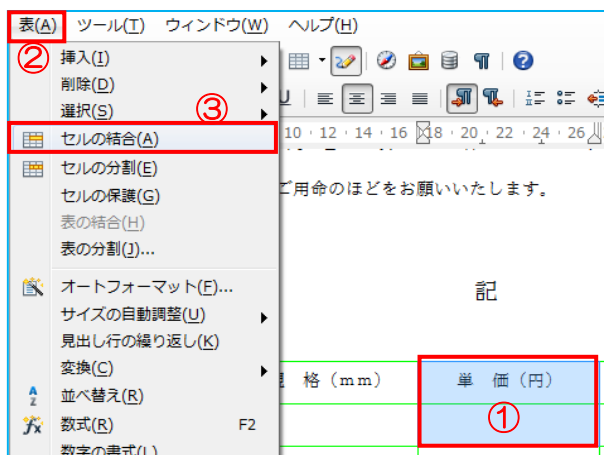 表(A) ツール(T) ウィンドウ(W) ヘルプ(H)
②
挿入(I)
削除(D)
選択(S)
③
セルの結合(A)
セルの分割(E)
セルの保護(G)
表の結合(H)
表の分割(J)...
オートフォーマット(F)...
サイズの自動調整(U)
見出し行の繰り返し(K)
変換(C)
並べ替え(R)
数式(R) F2
数字の書式(L)
10 12 14 16 18 20 22 24 26
ご用命のほどをお願いいたします。
記
格（mm） 単 価（円）
①